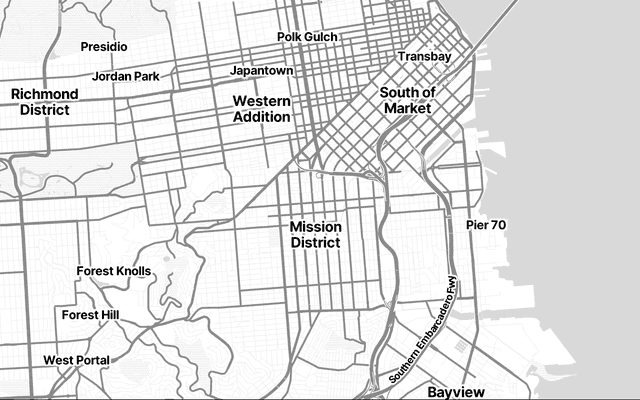 Polk Gulch
Presidio
Transbay
Japantown
Jordan Park
Richmond
District
South of
Market
Western
Addition
Pier 70
Mission
District
Forest Knolls
Southern Embarcadero Fwy
Forest Hill
West Portal
Bayview